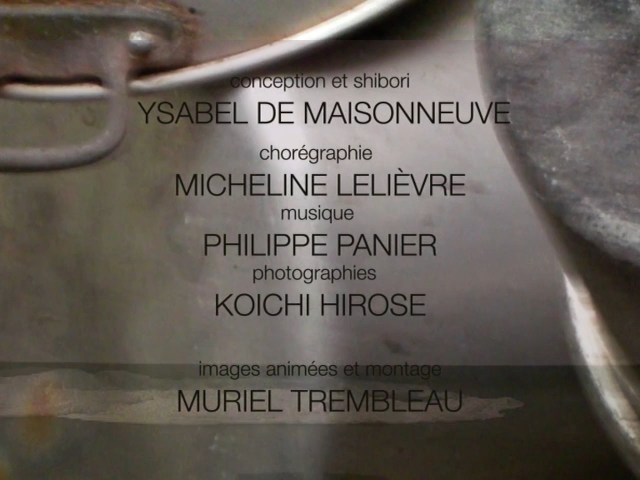 conception et shibori
YSABEL DE MAISONNEUVE
chorégraphie
MICHELINE LELIÈVRE
musique
PHILIPPE PANIER
photographies
KOICHI HIROSE
images animées et montage
MURIEL TREMBLEAU